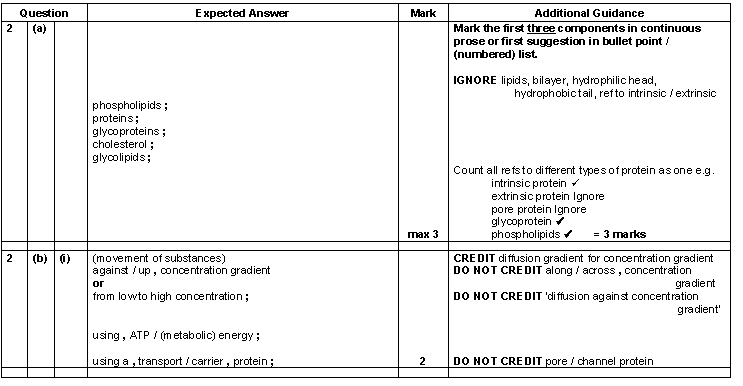 Question Expected Answer Mark Additional Guidance
2 (a) Mark the first three components in continuous
prose or first suggestion in bullet point /
(numbered) list.
IGNORE lipids, bilayer, hydrophilic head,
hydrophobic tail, ref to intrinsic / extrinsic
phospholipids ;
proteins ;
glycoproteins ;
cholesterol ;
glycolipids ;
Count all refs to different types of protein as one e.g.
intrinsic protein ✓
extrinsic protein Ignore
pore protein Ignore
glycoprotein ✔
max 3 phospholipids ✔ = 3 marks
2 (b) (i) (movement of substances) CREDIT diffusion gradient for concentration gradient
against / up , concentration gradient DO NOT CREDIT along / across , concentration
or gradient
from low to high concentration ; DO NOT CREDIT 'diffusion against concentration
gradient'
using , ATP / (metabolic) energy ;
using a , transport / carrier , protein ; 2 DO NOT CREDIT pore / channel protein